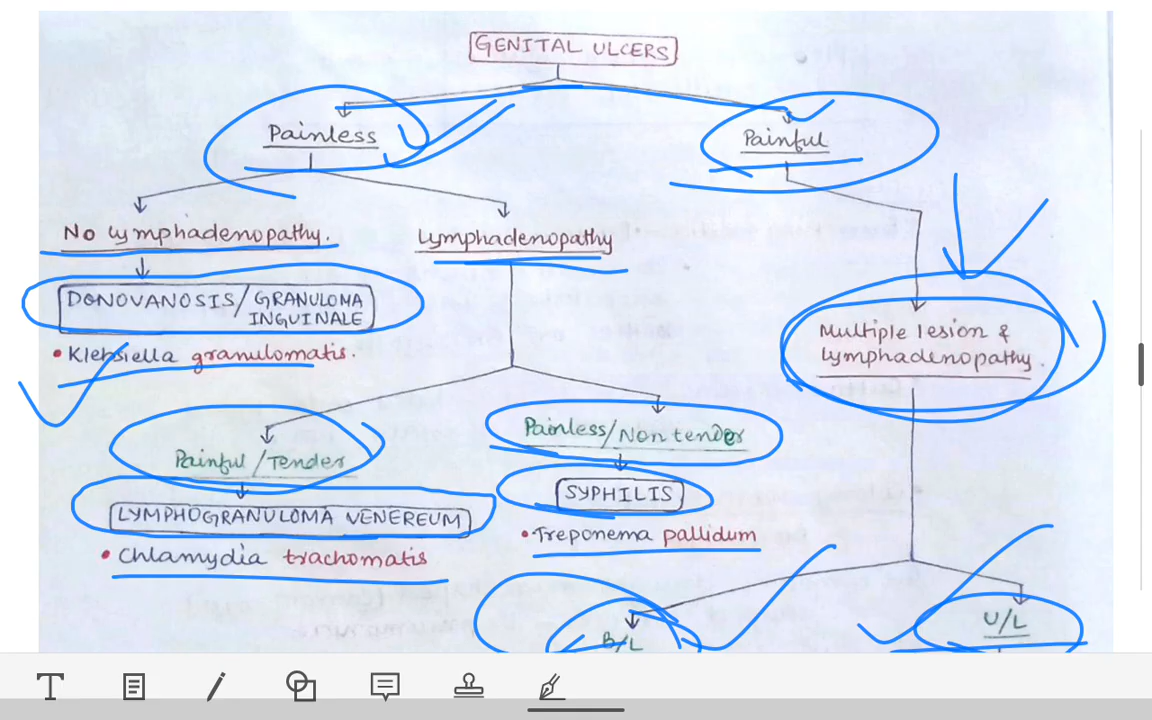 GENITAL ULCERS
Painless
Painful
No lymphadenopathy.
Lymphadenopathy
DONOVANOSIS/GRANULOMA
INGUINALE
• Klebsiella granulomatis.
Multiple lesion &
lymphadenopathy.
Painful/Tender
LYMPHOGRANULOMA VENEREUM
• Chlamydia trachomatis
Painless/Non tender
SYPHILIS
• Treponema pallidum
B/L
U/L
T